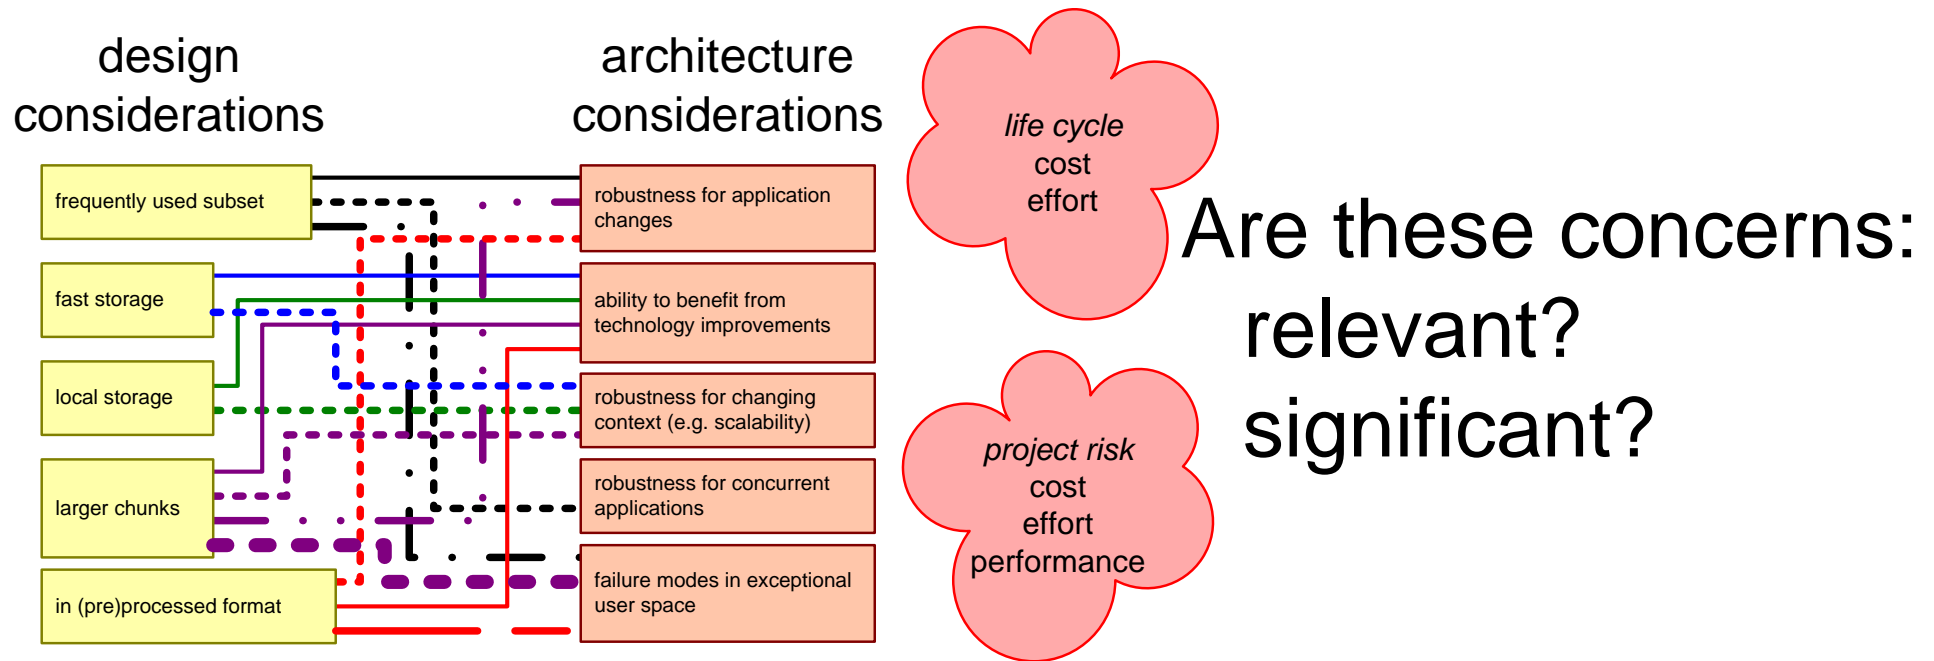 design
considerations
frequently used subset
fast storage
local storage
larger chunks
in (pre)processed format
architecture
considerations
robustness for application
changes
ability to benefit from
technology improvements
robustness for changing
context (e.g. scalability)
robustness for concurrent
applications
failure modes in exceptional
user space
life cycle
cost
effort
project risk
cost
effort
performance
Are these concerns:
relevant?
significant?